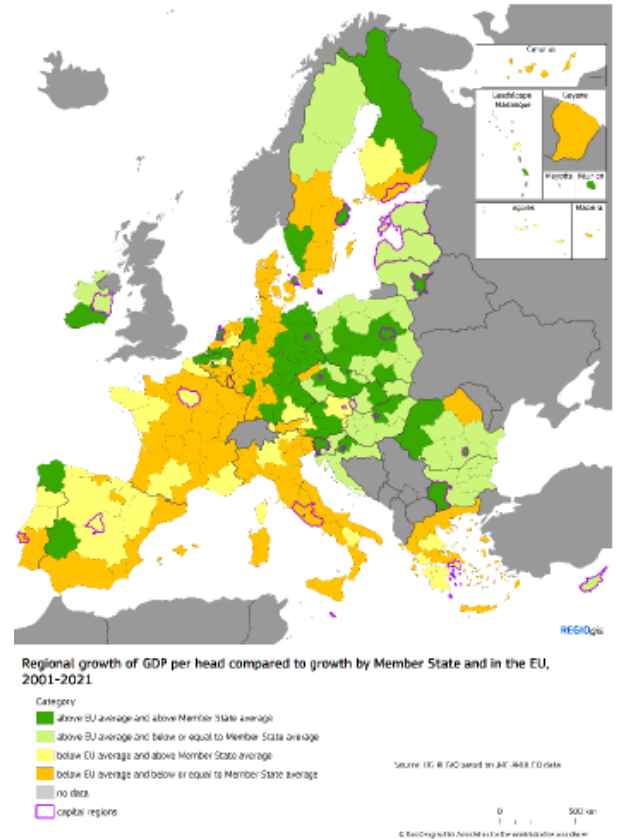 Canarias
Guadeloupe
Martinique
Guyane
Mayotte
Réunion
Açores
Madeira
REGIOgis
Regional growth of GDP per head compared to growth by Member State and in the EU,
2001-2021
Category
above EU average and above Member State average
above EU average and below or equal to Member State average
below EU average and above Member State average
below EU average and below or equal to Member State average
no data
capital regions
0 500 km